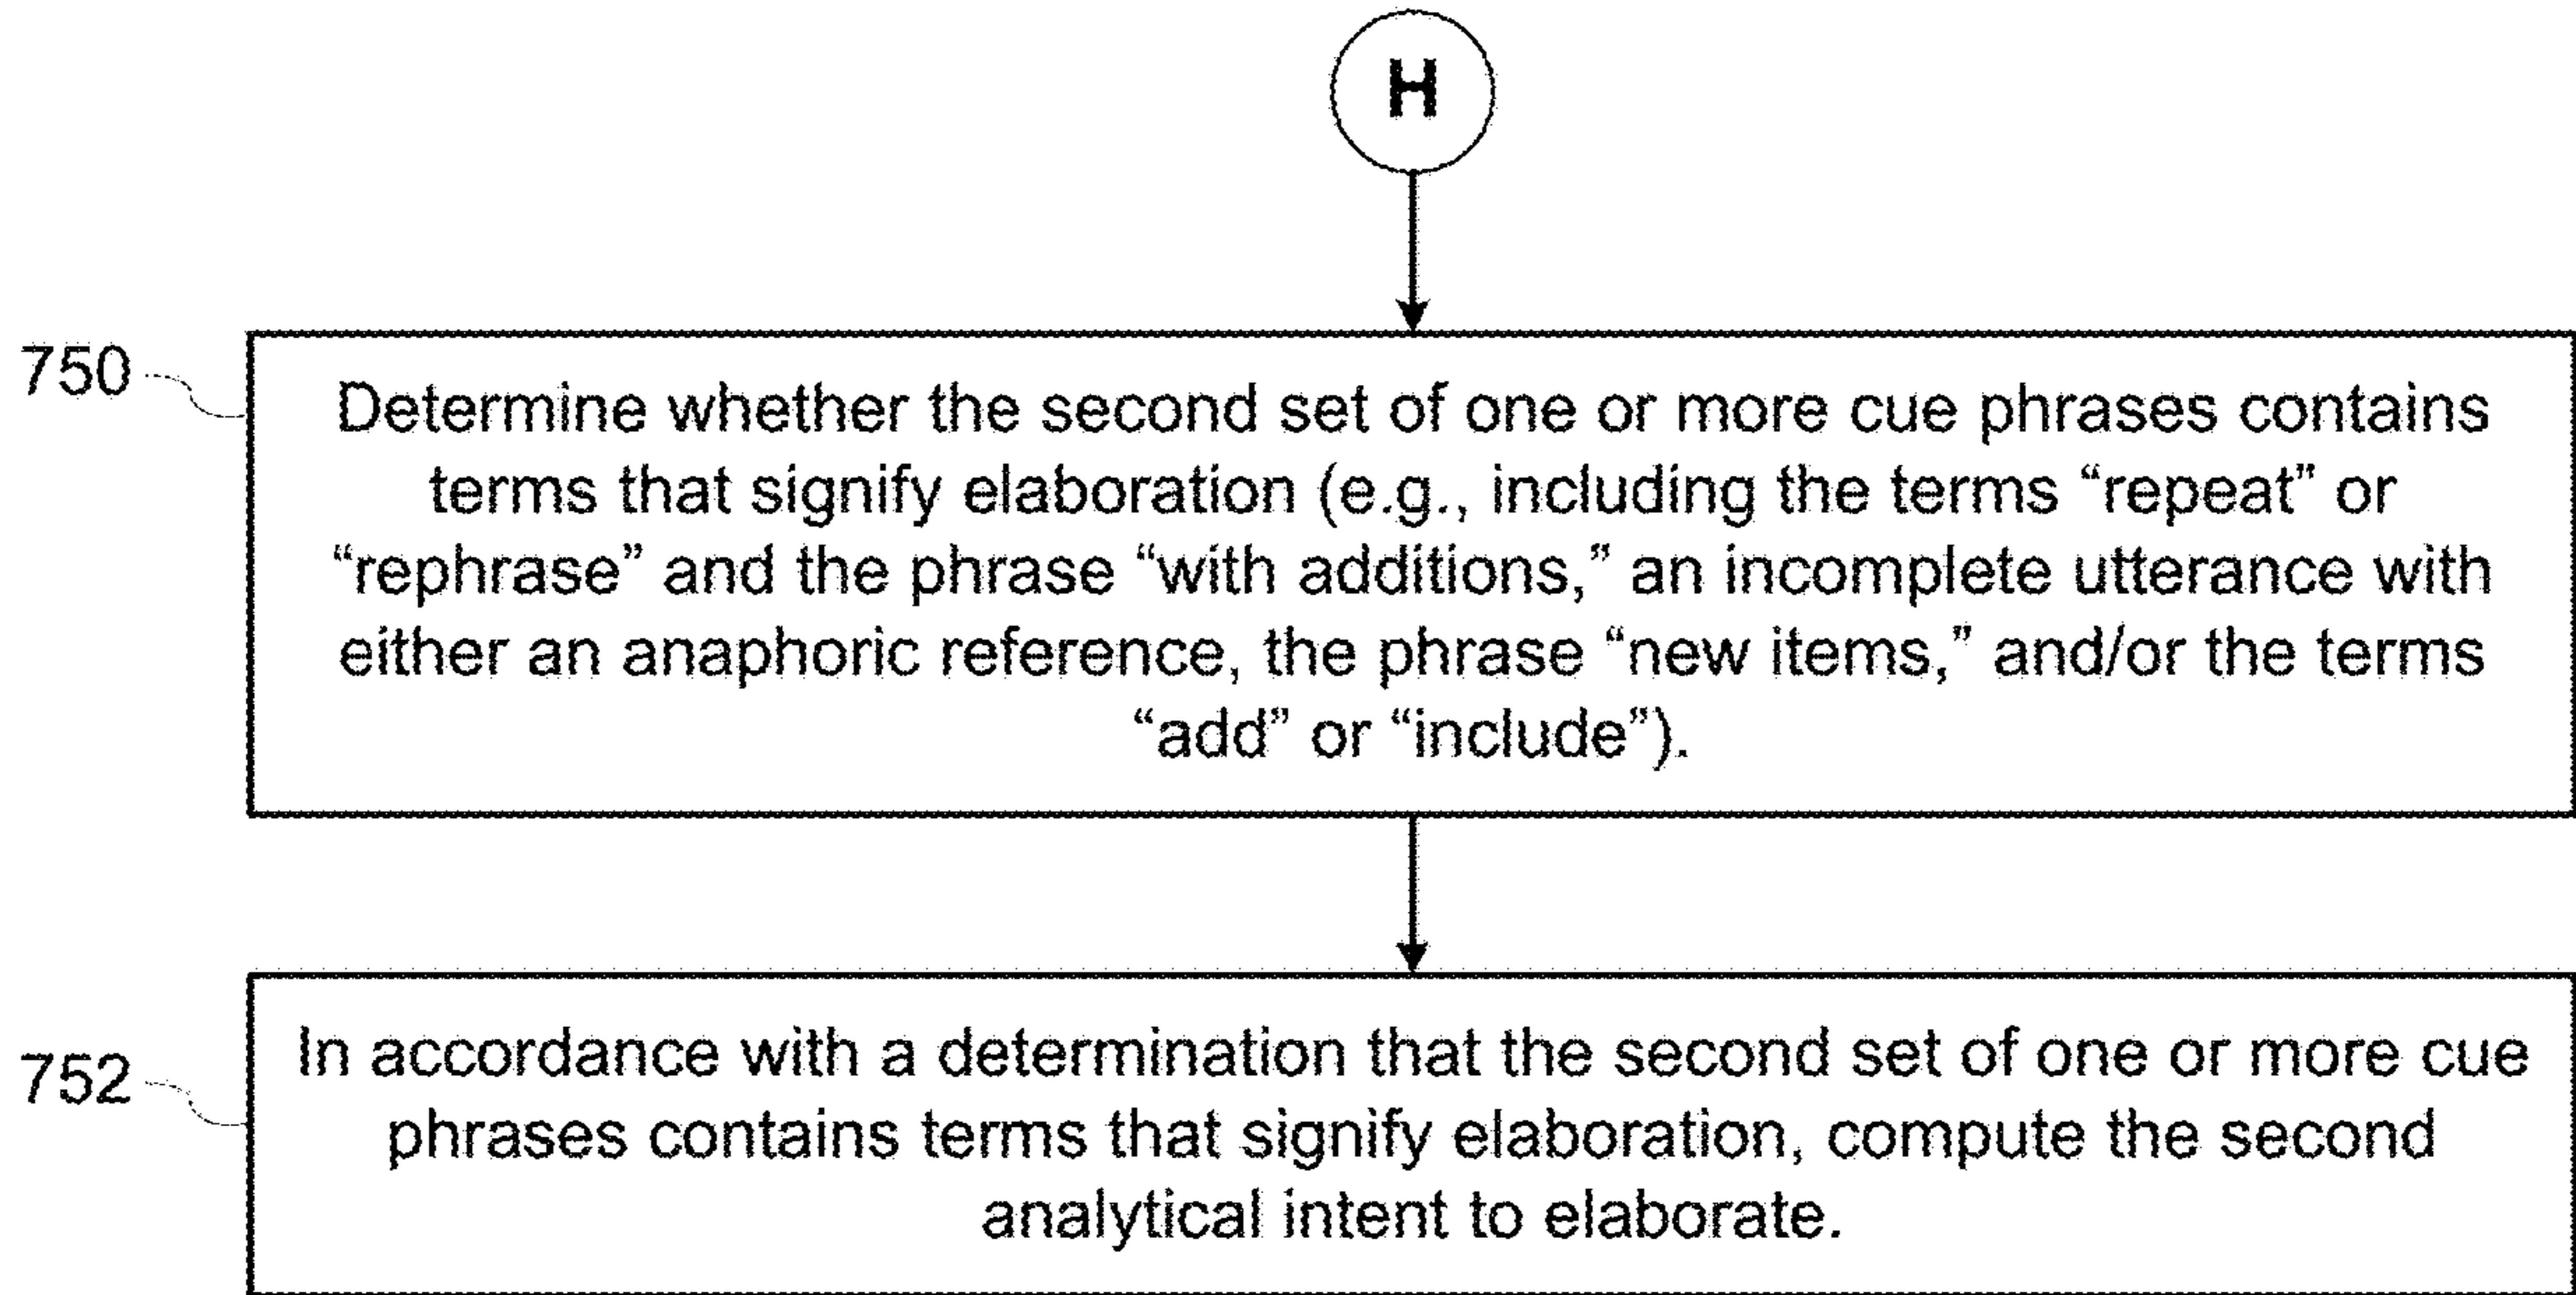 H
750
Determine whether the second set of one or more cue phrases contains
terms that signify elaboration (e.g., including the terms “repeat” or
“rephrase” and the phrase “with additions,” an incomplete utterance with
either an anaphoric reference, the phrase “new items,” and/or the terms
“add” or “include”).
752
In accordance with a determination that the second set of one or more cue
phrases contains terms that signify elaboration, compute the second
analytical intent to elaborate.